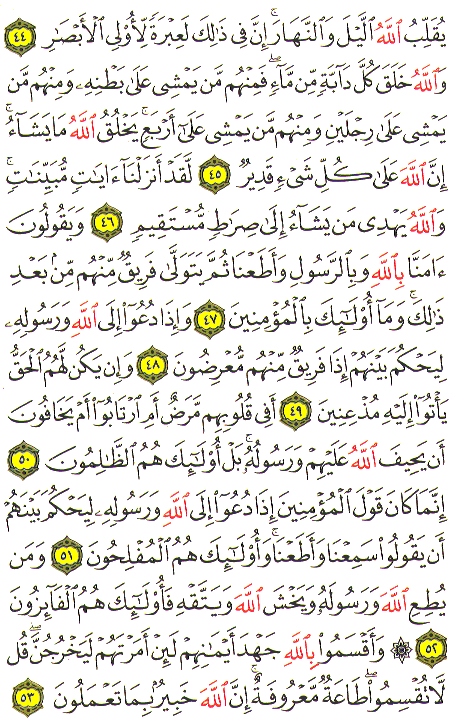 يُقَلِّبُ ٱللَّهُ ٱلَّيْلَ وَٱلنَّهَارَ ۚ إِنَّ فِى ذَٰلِكَ لَعِبْرَةً لِّأُو۟لِى ٱلْأَبْصَـٰرِ ٤٤
وَٱللَّهُ خَلَقَ كُلَّ دَآبَّةٍ مِّن مَّآءٍ ۖ فَمِنْهُم مَّن يَمْشِى عَلَىٰ بَطْنِهِۦ وَمِنْهُم مَّن
يَمْشِى عَلَىٰ رِجْلَيْنِ وَمِنْهُم مَّن يَمْشِى عَلَىٰٓ أَرْبَعٍ ۚ يَخْلُقُ ٱللَّهُ مَا يَشَآءُ ۚ
إِنَّ ٱللَّهَ عَلَىٰ كُلِّ شَىْءٍ قَدِيرٌ ٤٥ لَّقَدْ أَنزَلْنَآ ءَايَـٰتٍ مُّبَيِّنَـٰتٍ ۚ
وَٱللَّهُ يَهْدِى مَن يَشَآءُ إِلَىٰ صِرَٰطٍ مُّسْتَقِيمٍ ٤٦ وَيَقُولُونَ
ءَامَنَّا بِٱللَّهِ وَبِٱلرَّسُولِ وَأَطَعْنَا ثُمَّ يَتَوَلَّىٰ فَرِيقٌ مِّنْهُم مِّنۢ بَعْدِ
ذَٰلِكَ ۚ وَمَآ أُو۟لَـٰٓئِكَ بِٱلْمُؤْمِنِينَ ٤٧ وَإِذَا دُعُوٓا۟ إِلَى ٱللَّهِ وَرَسُولِهِۦ
لِيَحْكُمَ بَيْنَهُمْ إِذَا فَرِيقٌ مِّنْهُم مُّعْرِضُونَ ٤٨ وَإِن يَكُن لَّهُمُ ٱلْحَقُّ
يَأْتُوٓا۟ إِلَيْهِ مُذْعِنِينَ ٤٩ أَفِى قُلُوبِهِم مَّرَضٌ أَمِ ٱرْتَابُوٓا۟ أَمْ يَخَافُونَ
أَن يَحِيفَ ٱللَّهُ عَلَيْهِمْ وَرَسُولُهُۥ ۚ بَلْ أُو۟لَـٰٓئِكَ هُمُ ٱلظَّـٰلِمُونَ ٥٠
إِنَّمَا كَانَ قَوْلَ ٱلْمُؤْمِنِينَ إِذَا دُعُوٓا۟ إِلَى ٱللَّهِ وَرَسُولِهِۦ لِيَحْكُمَ بَيْنَهُمْ
أَن يَقُولُوا۟ سَمِعْنَا وَأَطَعْنَا ۚ وَأُو۟لَـٰٓئِكَ هُمُ ٱلْمُفْلِحُونَ ٥١ وَمَن
يُطِعِ ٱللَّهَ وَرَسُولَهُۥ وَيَخْشَ ٱللَّهَ وَيَتَّقْهِ فَأُو۟لَـٰٓئِكَ هُمُ ٱلْفَآئِزُونَ
٥٢ ۞ وَأَقْسَمُوا۟ بِٱللَّهِ جَهْدَ أَيْمَـٰنِهِمْ لَئِنْ أَمَرْتَهُمْ لَيَخْرُجُنَّ ۖ قُل
لَّا تُقْسِمُوا۟ ۖ طَاعَةٌ مَّعْرُوفَةٌ ۚ إِنَّ ٱللَّهَ خَبِيرٌۢ بِمَا تَعْمَلُونَ ٥٣